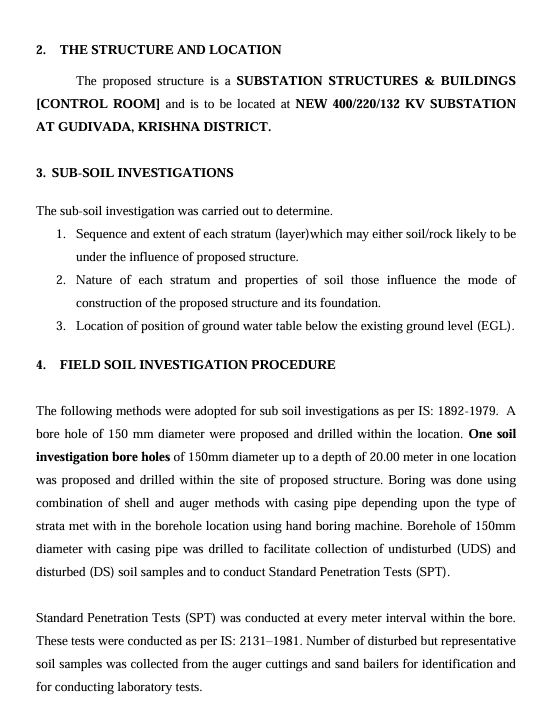 2. THE STRUCTURE AND LOCATION
The proposed structure is a SUBSTATION STRUCTURES & BUILDINGS
[CONTROL ROOM] and is to be located at NEW 400/220/132 KV SUBSTATION
AT GUDIVADA, KRISHNA DISTRICT.
3. SUB-SOIL INVESTIGATIONS
The sub-soil investigation was carried out to determine.
1. Sequence and extent of each stratum (layer)which may either soil/rock likely to be
under the influence of proposed structure.
2. Nature of each stratum and properties of soil those influence the mode of
construction of the proposed structure and its foundation.
3. Location of position of ground water table below the existing ground level (EGL).
4. FIELD SOIL INVESTIGATION PROCEDURE
The following methods were adopted for sub soil investigations as per IS: 1892-1979. A
bore hole of 150 mm diameter were proposed and drilled within the location. One soil
investigation bore holes of 150mm diameter up to a depth of 20.00 meter in one location
was proposed and drilled within the site of proposed structure. Boring was done using
combination of shell and auger methods with casing pipe depending upon the type of
strata met with in the borehole location using hand boring machine. Borehole of 150mm
diameter with casing pipe was drilled to facilitate collection of undisturbed (UDS) and
disturbed (DS) soil samples and to conduct Standard Penetration Tests (SPT).
Standard Penetration Tests (SPT) was conducted at every meter interval within the bore.
These tests were conducted as per IS: 2131–1981. Number of disturbed but representative
soil samples was collected from the auger cuttings and sand bailers for identification and
for conducting laboratory tests.